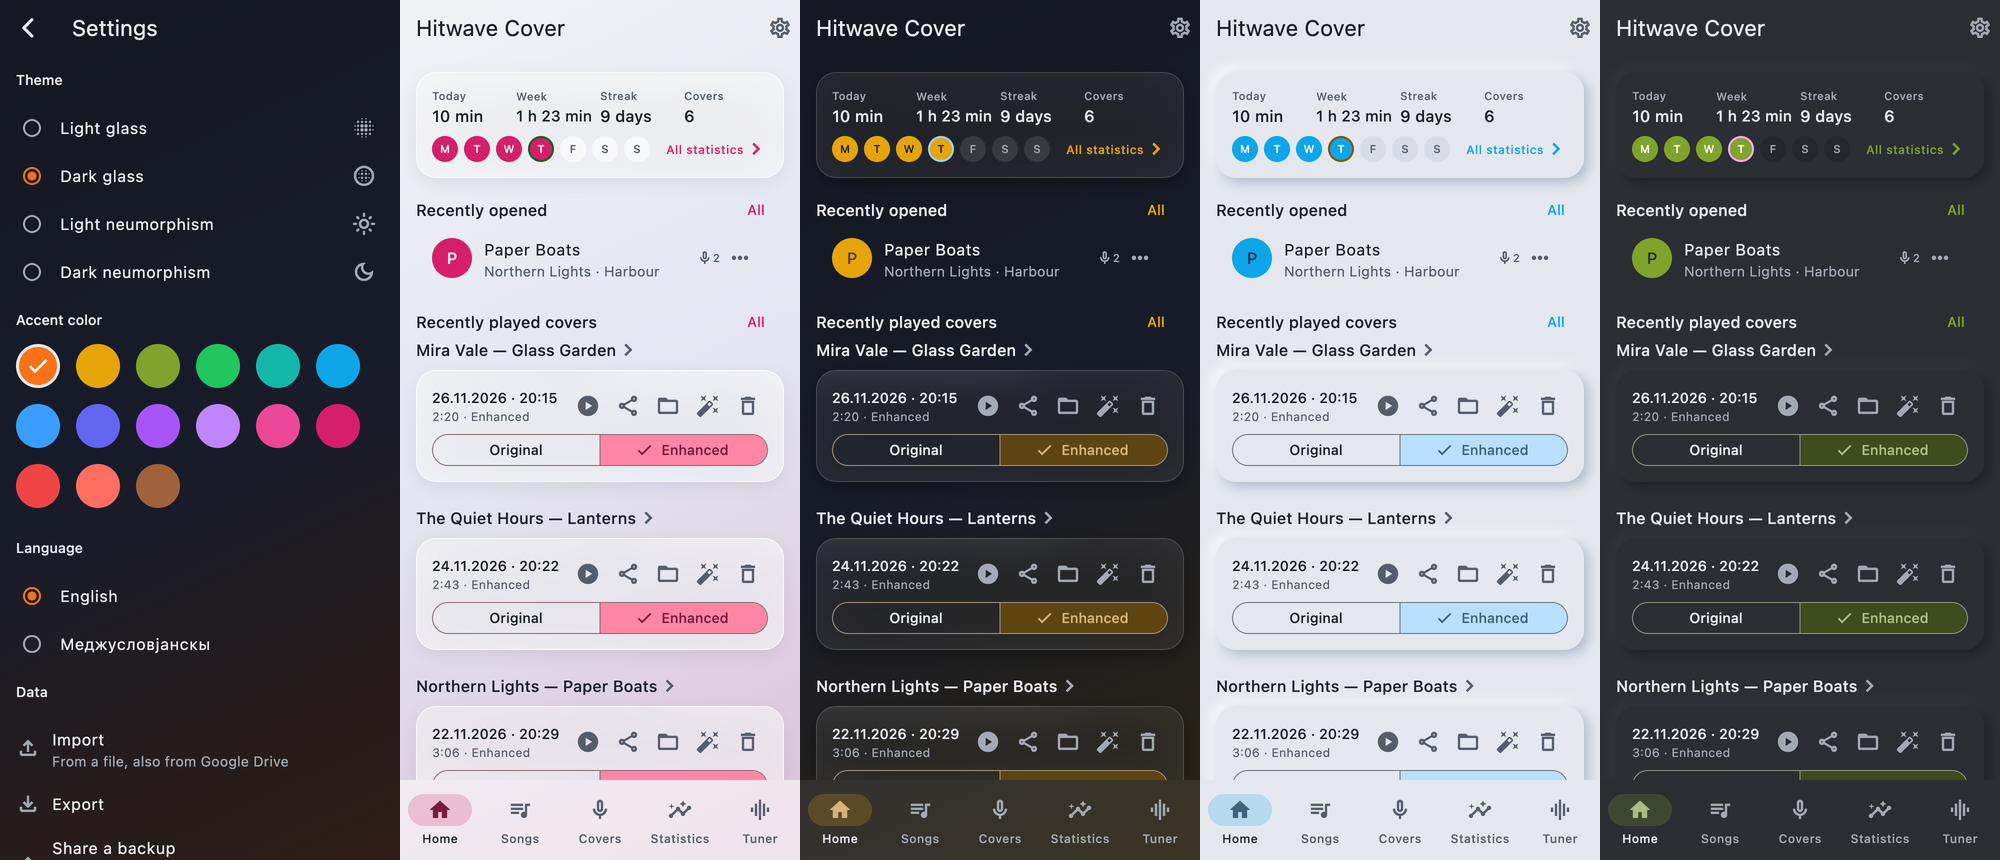 Settings
Theme
Light glass
Dark glass
Light neumorphism
Dark neumorphism
Accent color
Language
English
Меджусловјанскы
Data
Import
From a file, also from Google Drive
Export
Share a backup
Hitwave Cover
Today Week Streak Covers
10 min 1 h 23 min 9 days 6
M T W T F S S All statistics
Recently opened All
P Paper Boats
Northern Lights · Harbour 2
Recently played covers All
Mira Vale — Glass Garden
26.11.2026 · 20:15
2:20 · Enhanced
Original Enhanced
The Quiet Hours — Lanterns
24.11.2026 · 20:22
2:43 · Enhanced
Original Enhanced
Northern Lights — Paper Boats
22.11.2026 · 20:29
3:06 · Enhanced
Home Songs Covers Statistics Tuner
Hitwave Cover
Today Week Streak Covers
10 min 1 h 23 min 9 days 6
M T W T F S S All statistics
Recently opened All
P Paper Boats
Northern Lights · Harbour 2
Recently played covers All
Mira Vale — Glass Garden
26.11.2026 · 20:15
2:20 · Enhanced
Original Enhanced
The Quiet Hours — Lanterns
24.11.2026 · 20:22
2:43 · Enhanced
Original Enhanced
Northern Lights — Paper Boats
22.11.2026 · 20:29
3:06 · Enhanced
Home Songs Covers Statistics Tuner
Hitwave Cover
Today Week Streak Covers
10 min 1 h 23 min 9 days 6
M T W T F S S All statistics
Recently opened All
P Paper Boats
Northern Lights · Harbour 2
Recently played covers All
Mira Vale — Glass Garden
26.11.2026 · 20:15
2:20 · Enhanced
Original Enhanced
The Quiet Hours — Lanterns
24.11.2026 · 20:22
2:43 · Enhanced
Original Enhanced
Northern Lights — Paper Boats
22.11.2026 · 20:29
3:06 · Enhanced
Home Songs Covers Statistics Tuner
Hitwave Cover
Today Week Streak Covers
10 min 1 h 23 min 9 days 6
M T W T F S S All statistics
Recently opened All
P Paper Boats
Northern Lights · Harbour 2
Recently played covers All
Mira Vale — Glass Garden
26.11.2026 · 20:15
2:20 · Enhanced
Original Enhanced
The Quiet Hours — Lanterns
24.11.2026 · 20:22
2:43 · Enhanced
Original Enhanced
Northern Lights — Paper Boats
22.11.2026 · 20:29
3:06 · Enhanced
Home Songs Covers Statistics Tuner